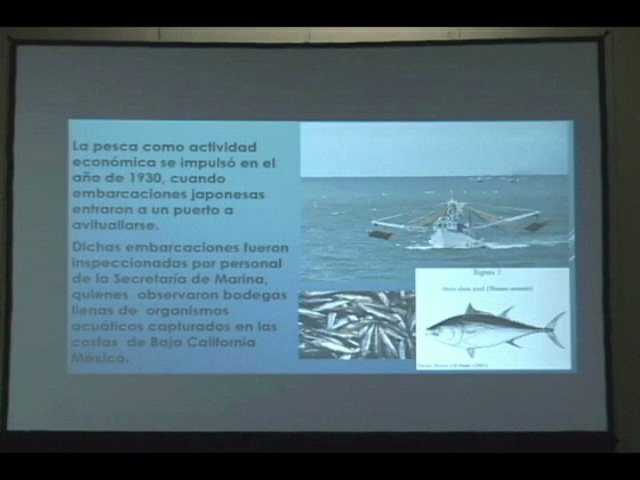 La pesca como actividad
económica se impulsó en el
año de 1930, cuando
embarcaciones japonesas
entraron a un puerto a
avituallarse.
Dichas embarcaciones fueron
inspeccionadas por personal
de la Secretaría de Marina,
quienes observaron bodegas
llenas de organismos
acuáticos capturados en las
costas de Baja California
México.
Figura